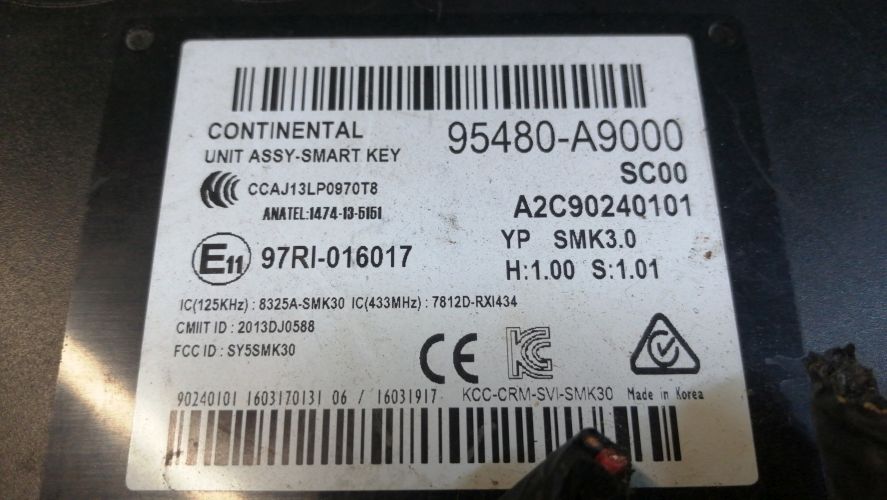 CONTINENTAL
UNIT ASSY-SMART KEY
95480-A9000
SC00
CCAJ13LP0970T8
ANATEL:1474-13-5151
A2C90240101
E11 97RI-016017
YP SMK3.0
H:1.00 S:1.01
IC(125KHz) : 8325A-SMK30 IC(433MHz) : 7812D-RXI434
CMIIT ID : 2013DJ0588
FCC ID : SY5SMK30
CE
KC
90240101 1603170131 06 / 16031917 KCC-CRM-SVI-SMK30 Made in Korea